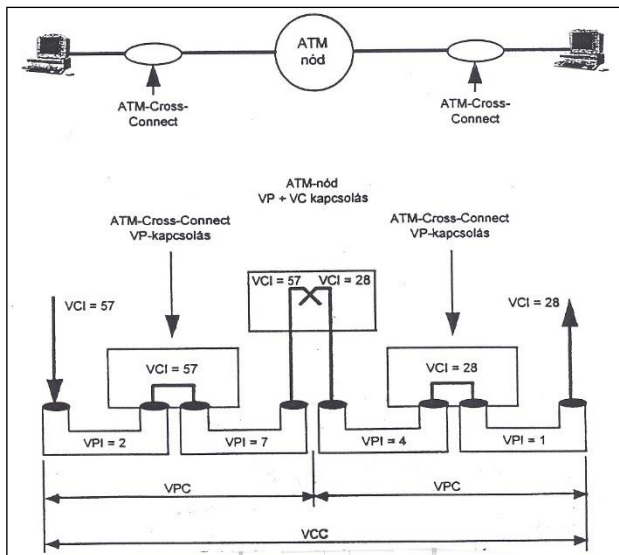 ATM
nód
ATM-Cross-
Connect
ATM-Cross-
Connect
ATM-nód
VP + VC kapcsolás
ATM-Cross-Connect
VP-kapcsolás
ATM-Cross-Connect
VP-kapcsolás
VCI = 57
VCI = 57
VCI = 28
VCI = 28
VCI = 57
VCI = 28
VPI = 2
VPI = 7
VPI = 4
VPI = 1
VPC
VPC
VCC